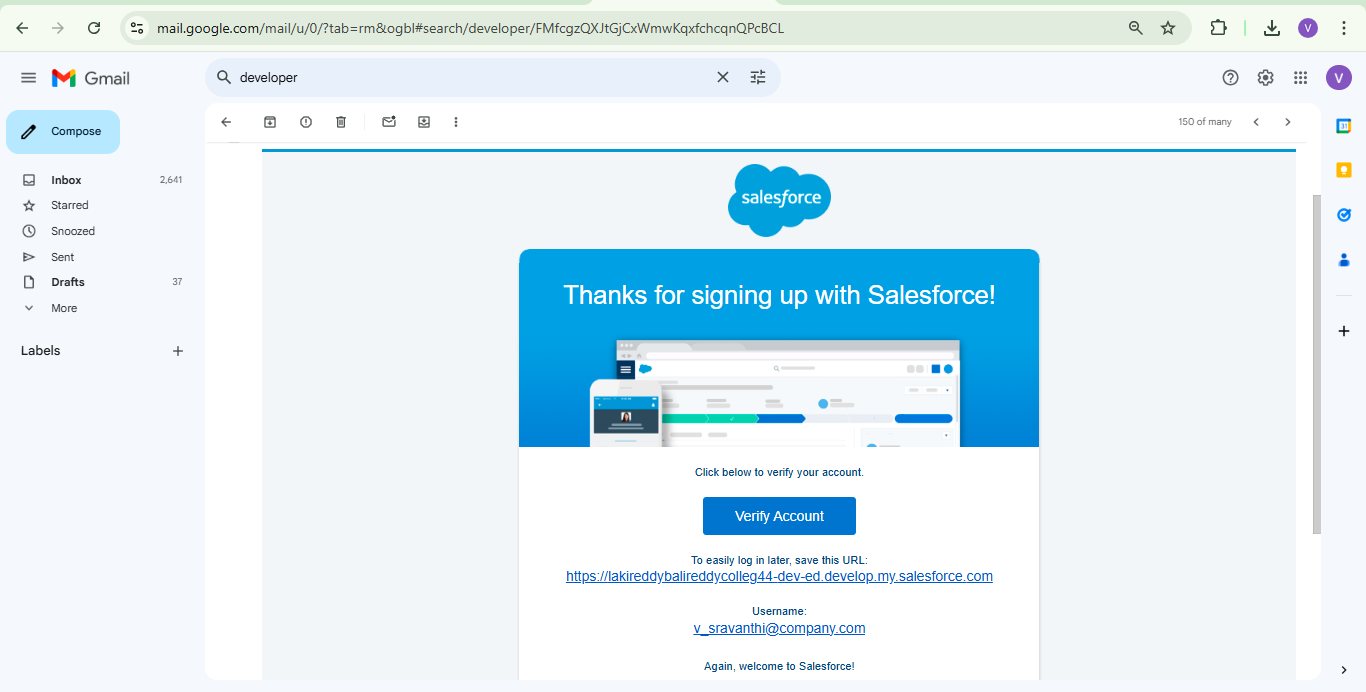 mail.google.com/mail/u/0/?tab=rm&ogbl#search/developer/FMfcgzQXJtGjCxWmwKqxfchcqnQPcBCL
V
Gmail
developer
V
Compose
150 of many
31
Inbox 2,641
Starred
Snoozed
Sent
Drafts 37
More
Labels
salesforce
Thanks for signing up with Salesforce!
Click below to verify your account.
Verify Account
To easily log in later, save this URL:
https://lakireddybalireddycolleg44-dev-ed.develop.my.salesforce.com
Username:
v_sravanthi@company.com
Again, welcome to Salesforce!